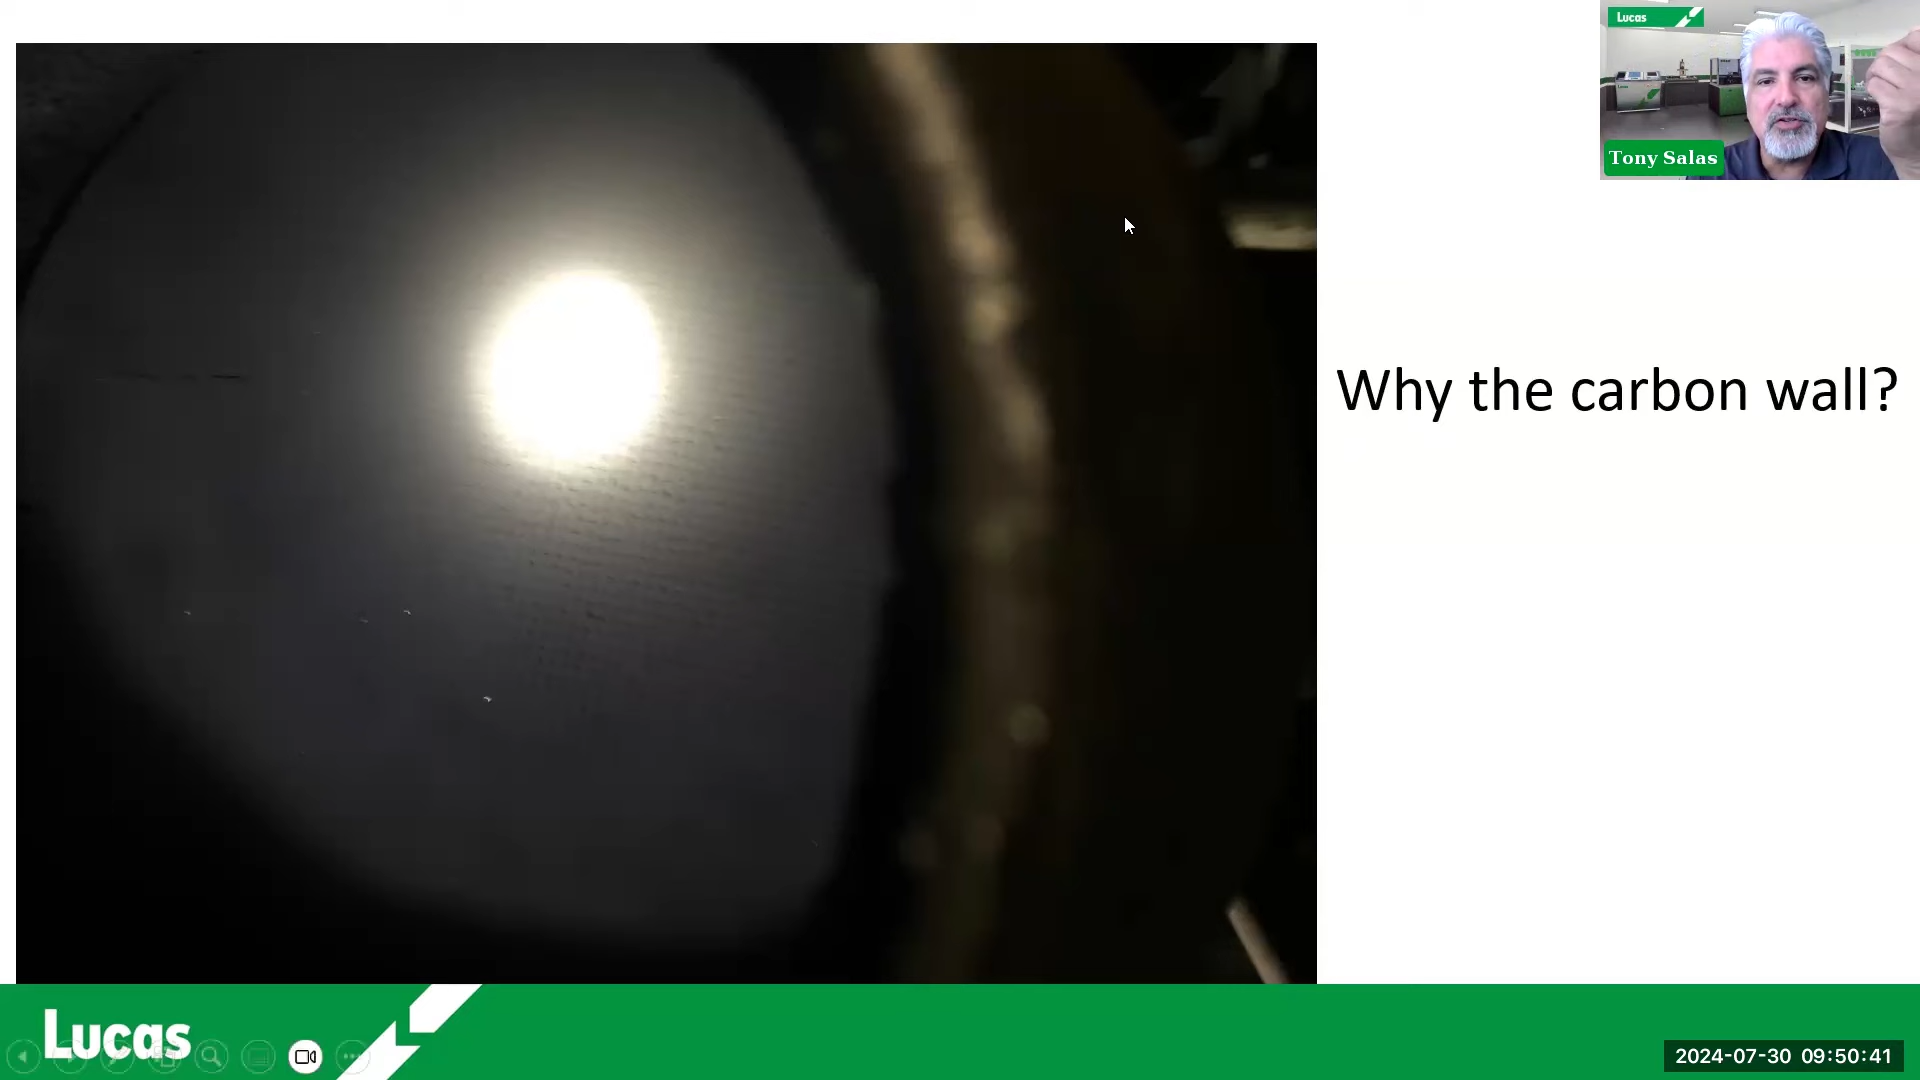 Lucas
Tony Salas
Why the carbon wall?
Lucas
2024-07-30 09:50:41